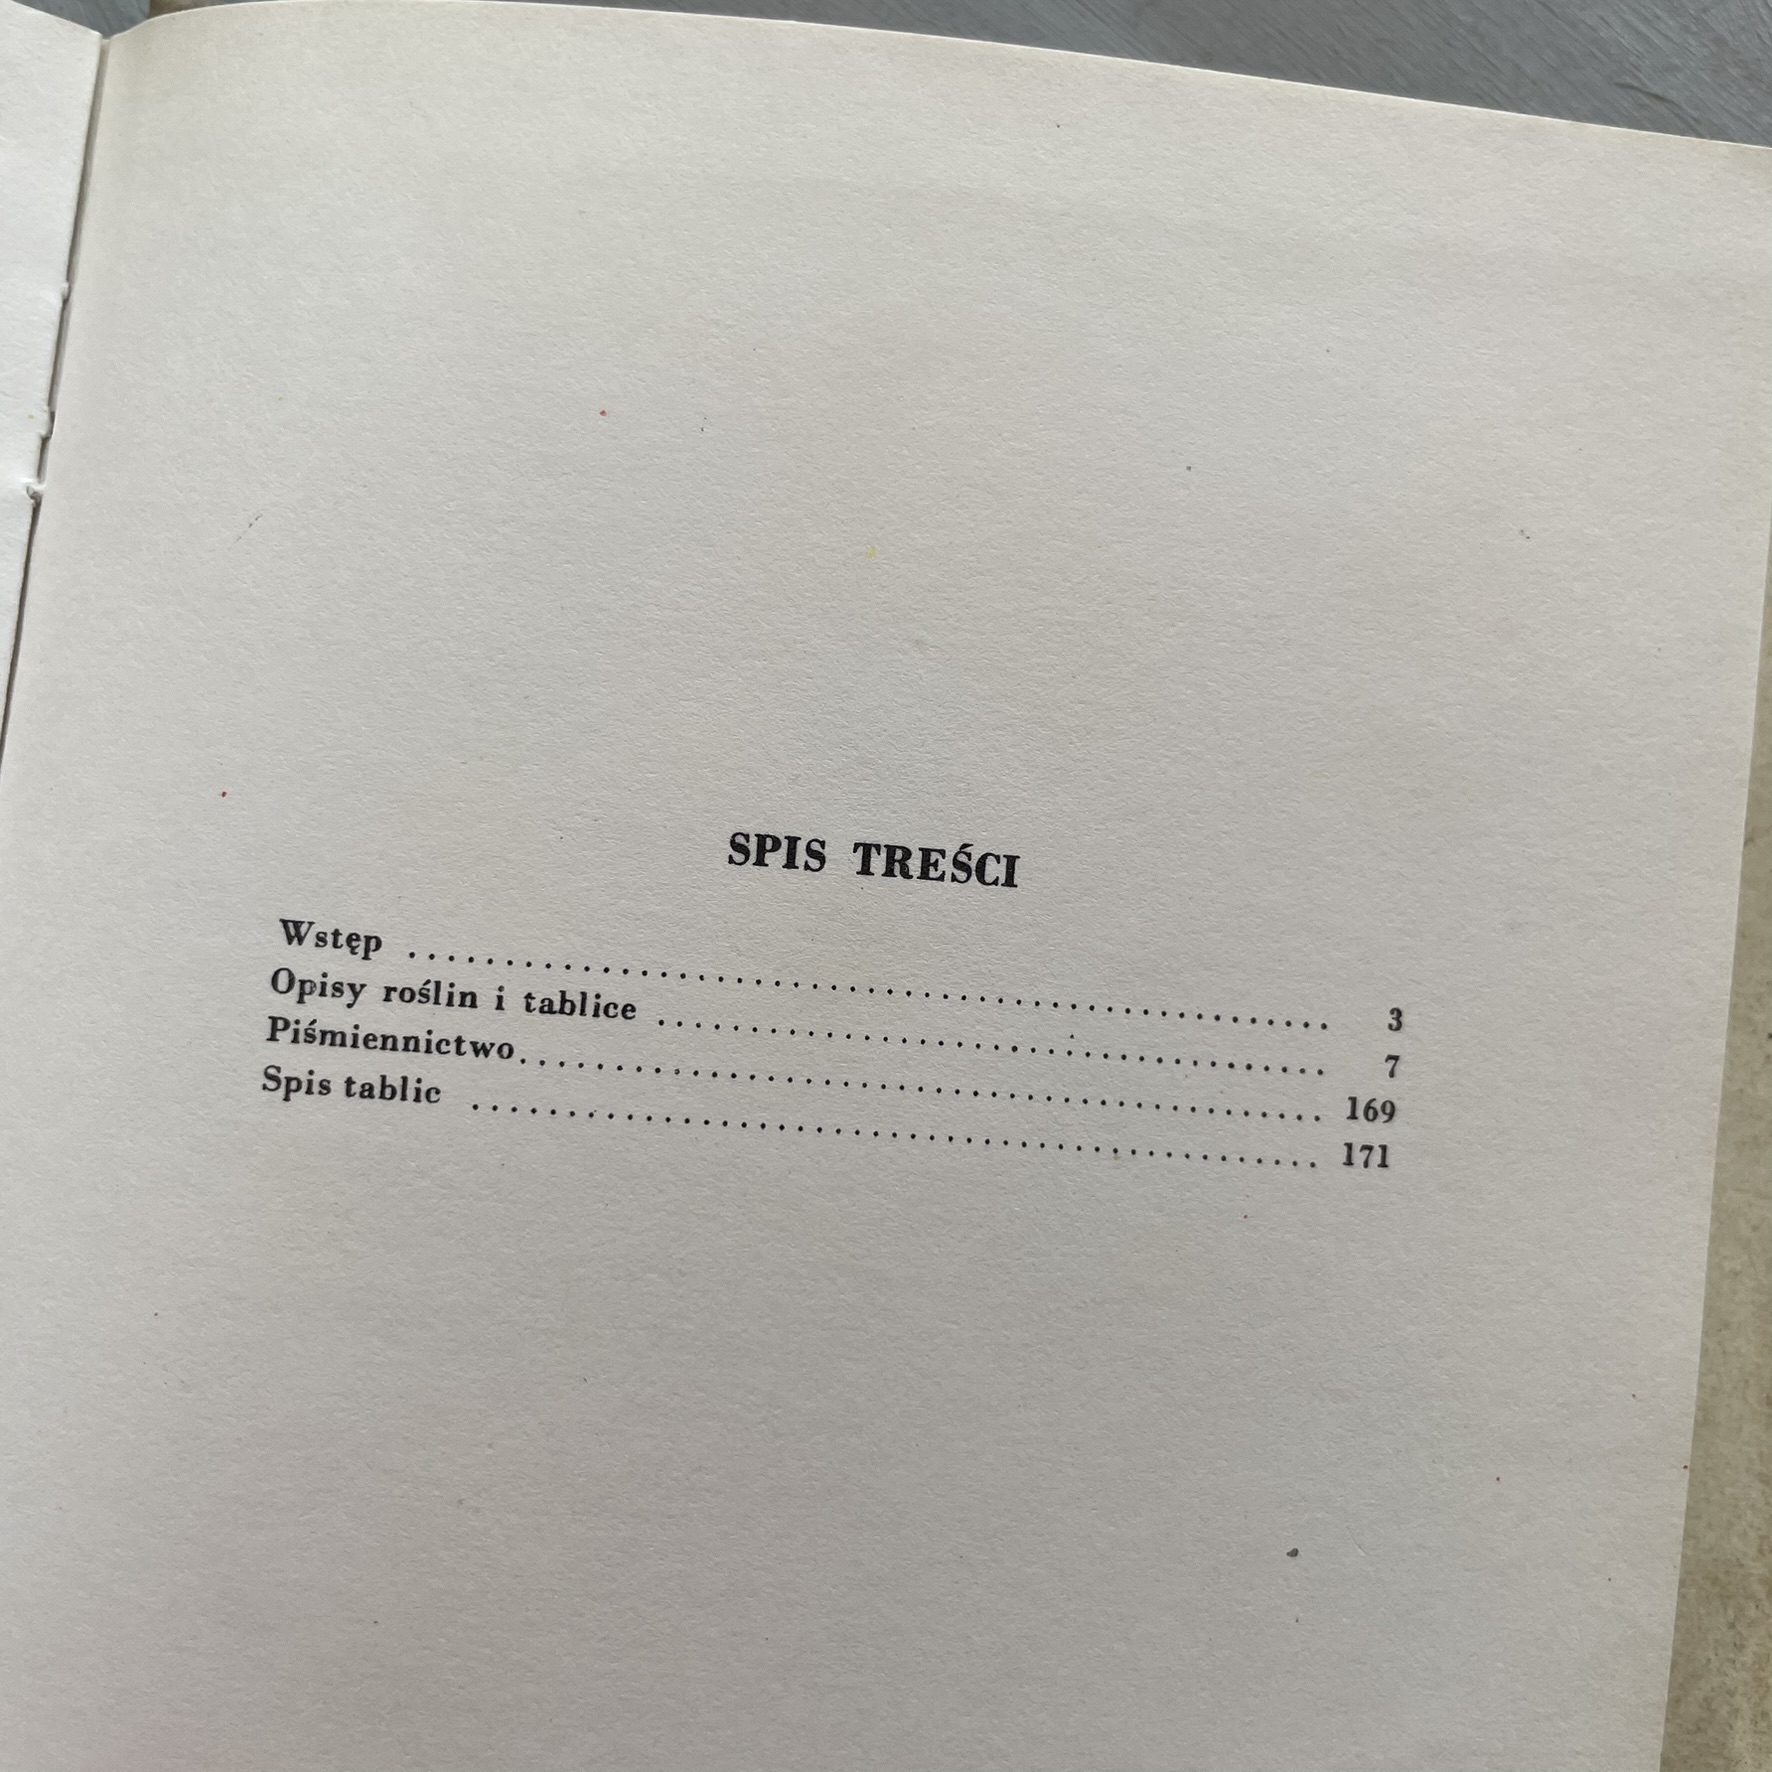 SPIS TREŚCI
Wstęp . . . . . . . . . . . . . . . . . . . . . . . . . . . . . . . . . . . . . . . . . . . . . . . 3
Opisy roślin i tablice . . . . . . . . . . . . . . . . . . . . . . . . . . . . . . . . . . . . 7
Piśmiennictwo. . . . . . . . . . . . . . . . . . . . . . . . . . . . . . . . . . . . . . . . . . 169
Spis tablic . . . . . . . . . . . . . . . . . . . . . . . . . . . . . . . . . . . . . . . . . . . . . 171